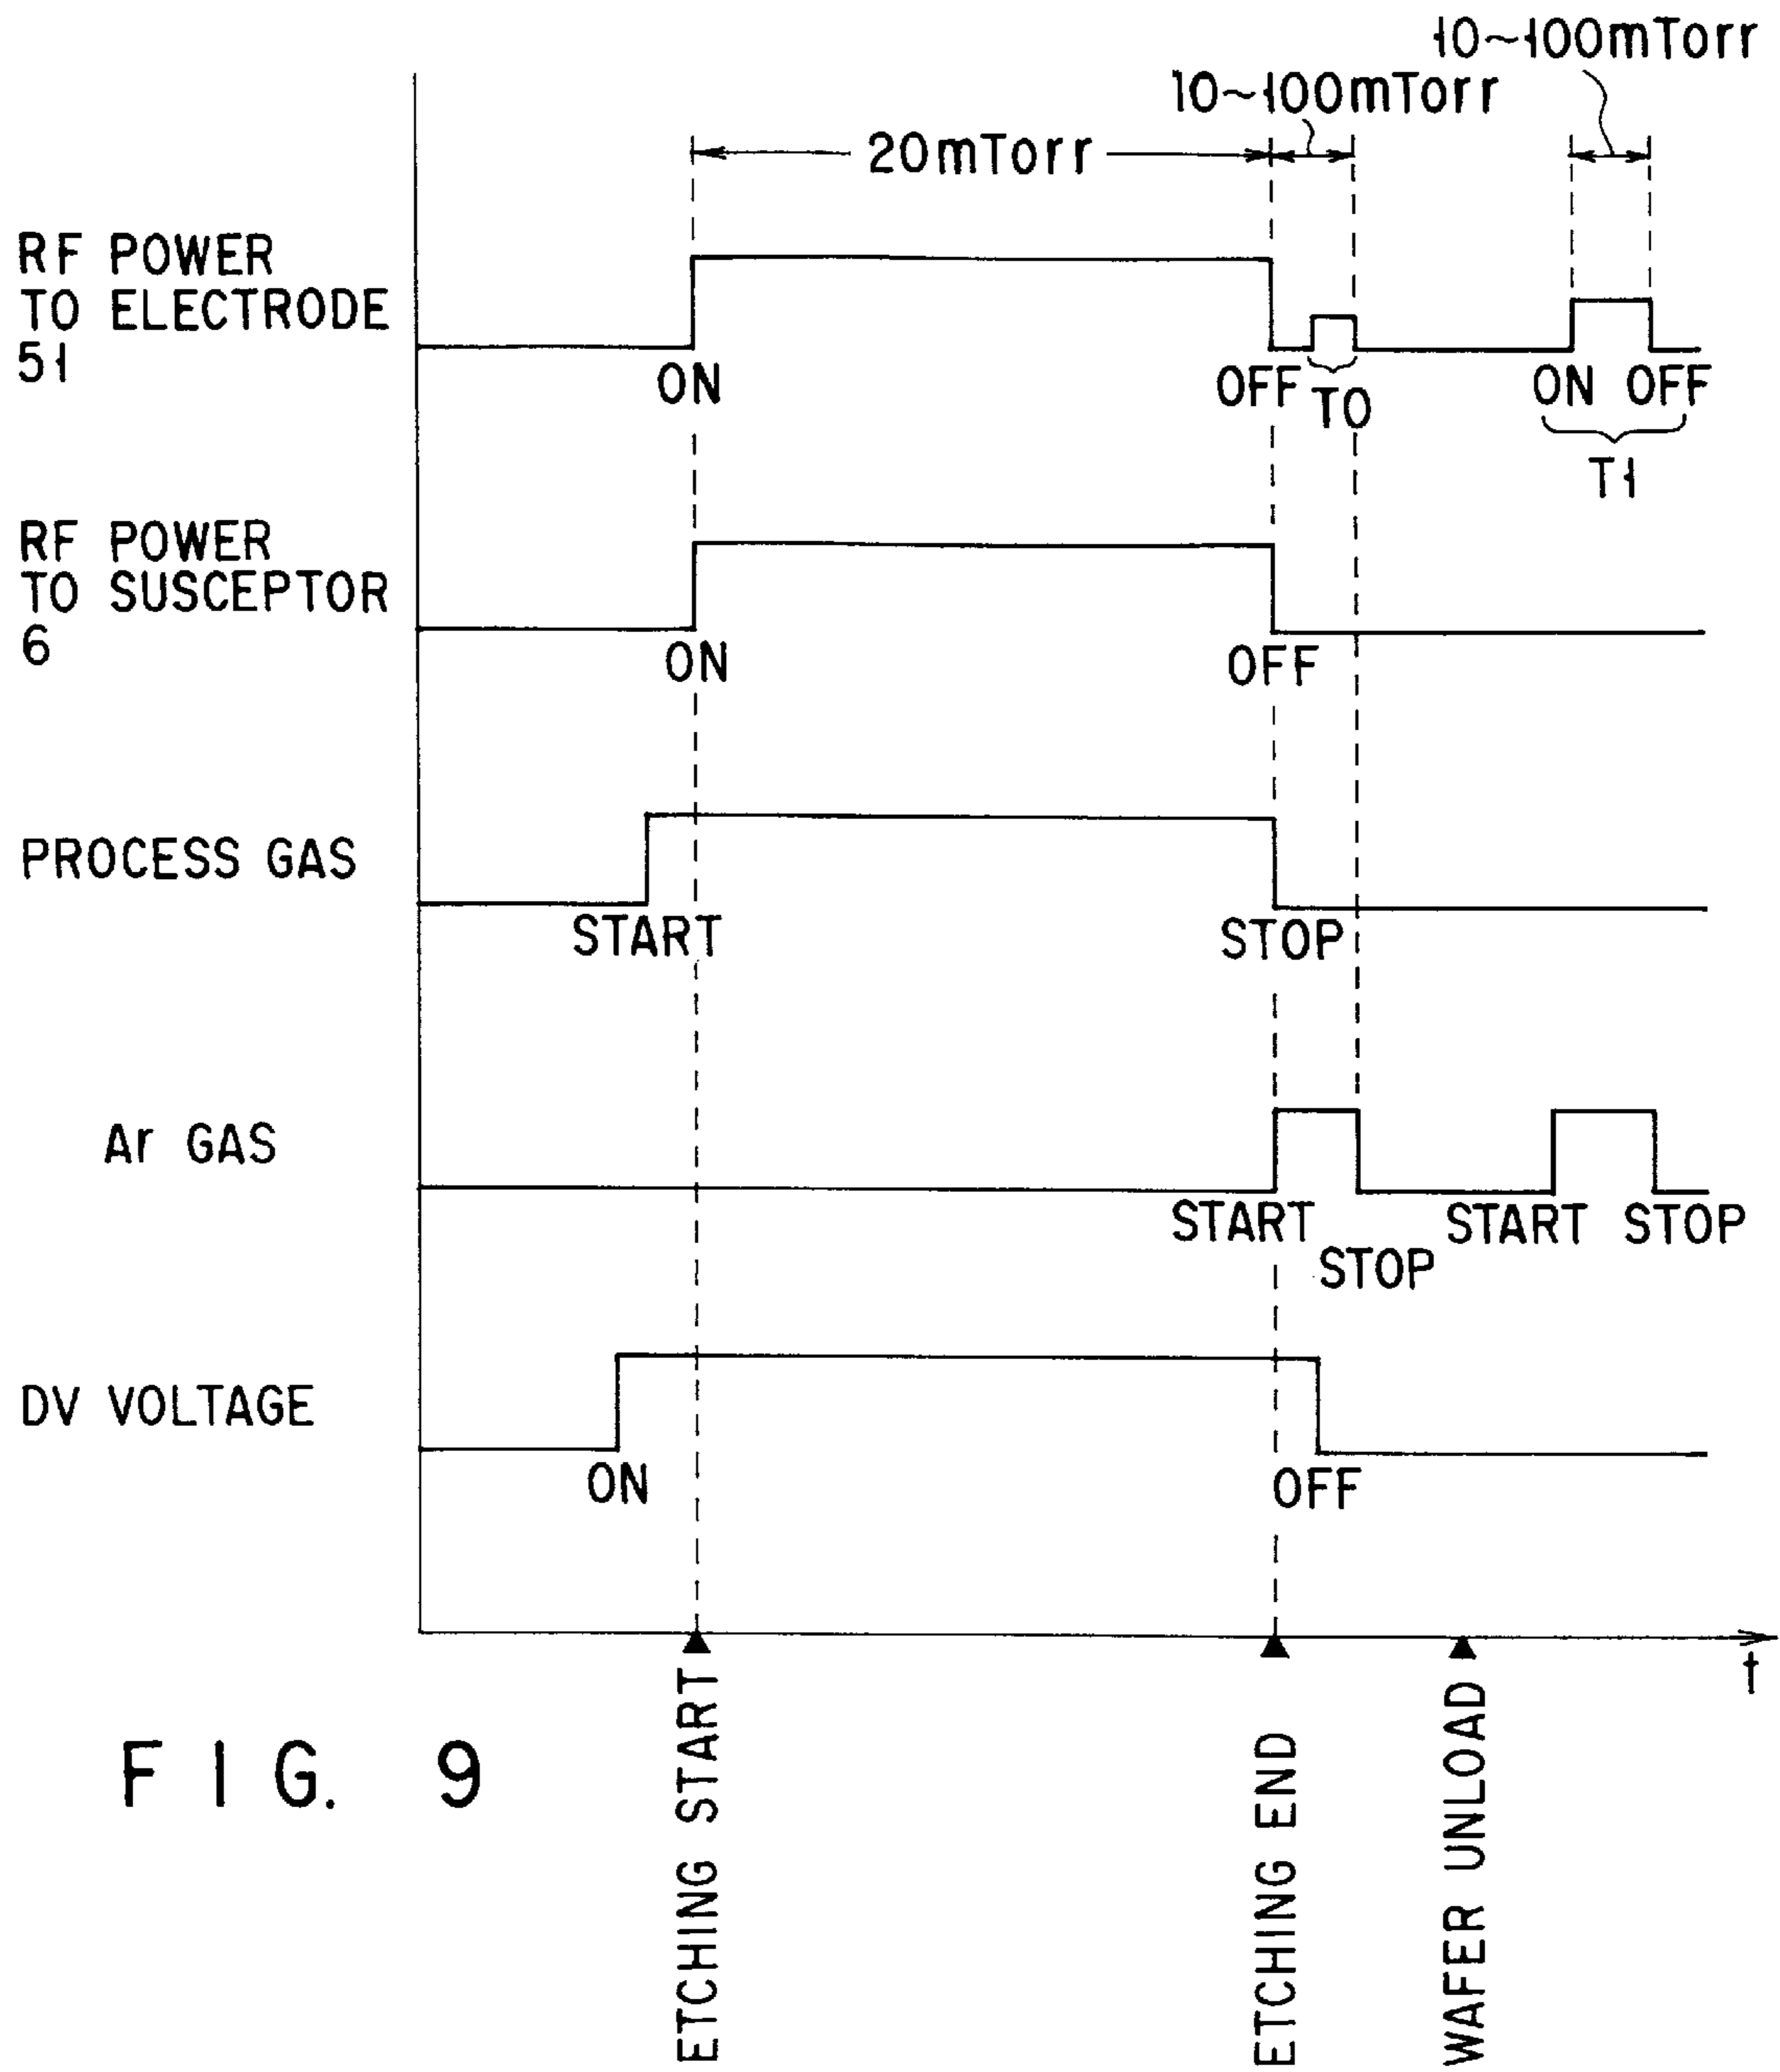 10~100mTorr
10~100mTorr
20mTorr
RF POWER
TO ELECTRODE
51
ON
OFF
TO
ON
OFF
T1
RF POWER
TO SUSCEPTOR
6
ON
OFF
PROCESS GAS
START
STOP
Ar GAS
START
STOP
START
STOP
DV VOLTAGE
ON
OFF
t
ETCHING START
ETCHING END
WAFER UNLOAD
FIG. 9